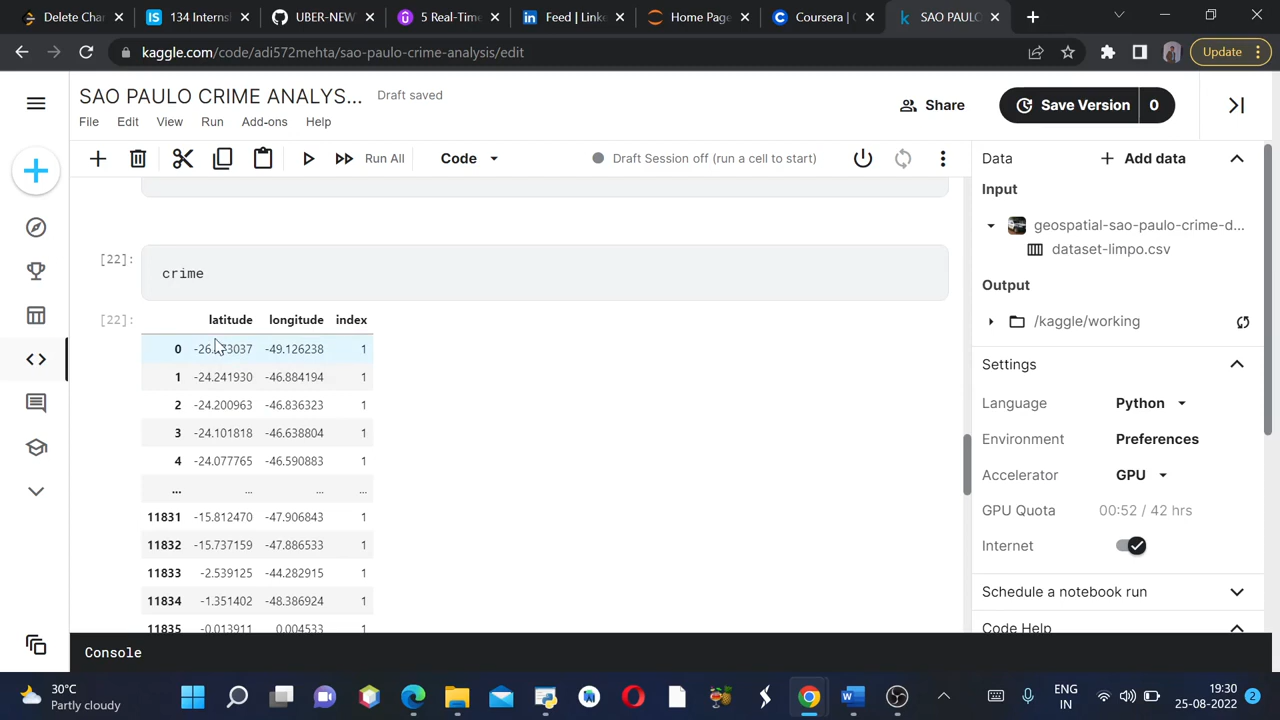 Delete Char
134 Interns
UBER-NEW
5 Real-Time
Feed | Linke
Home Page
Coursera |
SAO PAULO
kaggle.com/code/adi572mehta/sao-paulo-crime-analysis/edit
Update
SAO PAULO CRIME ANALYS...
Draft saved
Share
Save Version
0
File Edit View Run Add-ons Help
Run All
Code
Draft Session off (run a cell to start)
Data
Add data
Input
geospatial-sao-paulo-crime-d...
dataset-limpo.csv
Output
/kaggle/working
Settings
Language Python
Environment Preferences
Accelerator GPU
GPU Quota 00:52 / 42 hrs
Internet
Schedule a notebook run
Code Help
[22]:
crime
[22]:
latitude longitude index
0 -49.126238 1
1 -24.241930 -46.884194 1
2 -24.200963 -46.836323 1
3 -24.101818 -46.638804 1
4 -24.077765 -46.590883 1
... ... ... ...
11831 -15.812470 -47.906843 1
11832 -15.737159 -47.886533 1
11833 -2.539125 -44.282915 1
11834 -1.351402 -48.386924 1
11835 -0.013911 0.004533 1
Console
30°C
Partly cloudy
ENG
IN
19:30
25-08-2022
2